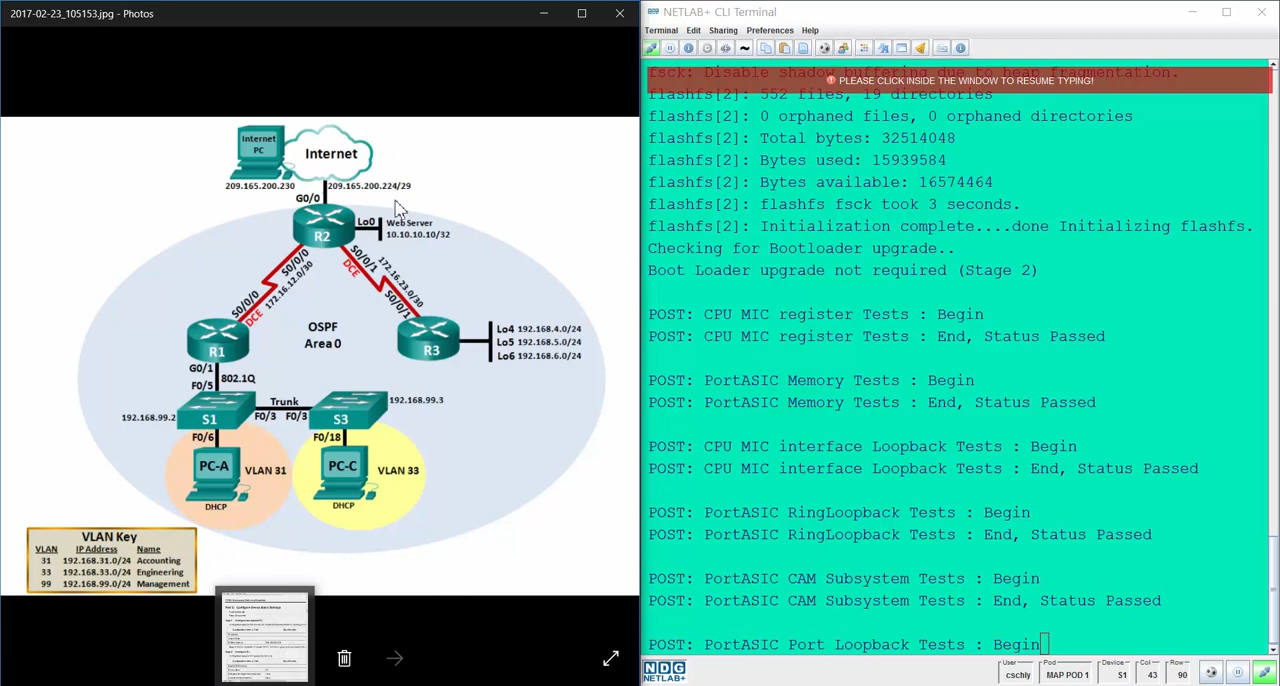 2017-02-23_105153.jpg - Photos
Internet
PC
Internet
209.165.200.230
209.165.200.224/29
G0/0
R2
Lo0
Web Server
10.10.10.10/32
S0/0/0
S0/0/1
DCE
172.16.12.0/30
172.16.23.0/30
S0/0/0
DCE
S0/0/1
OSPF
Area 0
R1
R3
Lo4 192.168.4.0/24
Lo5 192.168.5.0/24
Lo6 192.168.6.0/24
G0/1
F0/5
802.1Q
Trunk
192.168.99.2
S1
F0/3
F0/3
S3
192.168.99.3
F0/6
F0/18
PC-A
VLAN 31
PC-C
VLAN 33
DHCP
DHCP
VLAN Key
VLAN IP Address Name
31 192.168.31.0/24 Accounting
33 192.168.33.0/24 Engineering
99 192.168.99.0/24 Management
NETLAB+ CLI Terminal
Terminal Edit Sharing Preferences Help
fsck: Disable shadow buffering due to heap fragmentation.
PLEASE CLICK INSIDE THE WINDOW TO RESUME TYPING!
flashfs[2]: 552 files, 19 directories
flashfs[2]: 0 orphaned files, 0 orphaned directories
flashfs[2]: Total bytes: 32514048
flashfs[2]: Bytes used: 15939584
flashfs[2]: Bytes available: 16574464
flashfs[2]: flashfs fsck took 3 seconds.
flashfs[2]: Initialization complete....done Initializing flashfs.
Checking for Bootloader upgrade..
Boot Loader upgrade not required (Stage 2)
POST: CPU MIC register Tests : Begin
POST: CPU MIC register Tests : End, Status Passed
POST: PortASIC Memory Tests : Begin
POST: PortASIC Memory Tests : End, Status Passed
POST: CPU MIC interface Loopback Tests : Begin
POST: CPU MIC interface Loopback Tests : End, Status Passed
POST: PortASIC RingLoopback Tests : Begin
POST: PortASIC RingLoopback Tests : End, Status Passed
POST: PortASIC CAM Subsystem Tests : Begin
POST: PortASIC CAM Subsystem Tests : End, Status Passed
POST: PortASIC Port Loopback Tests : Begin
NDG
NETLAB+
User
cschly
Pod
MAP POD 1
Device
S1
Col
43
Row
90